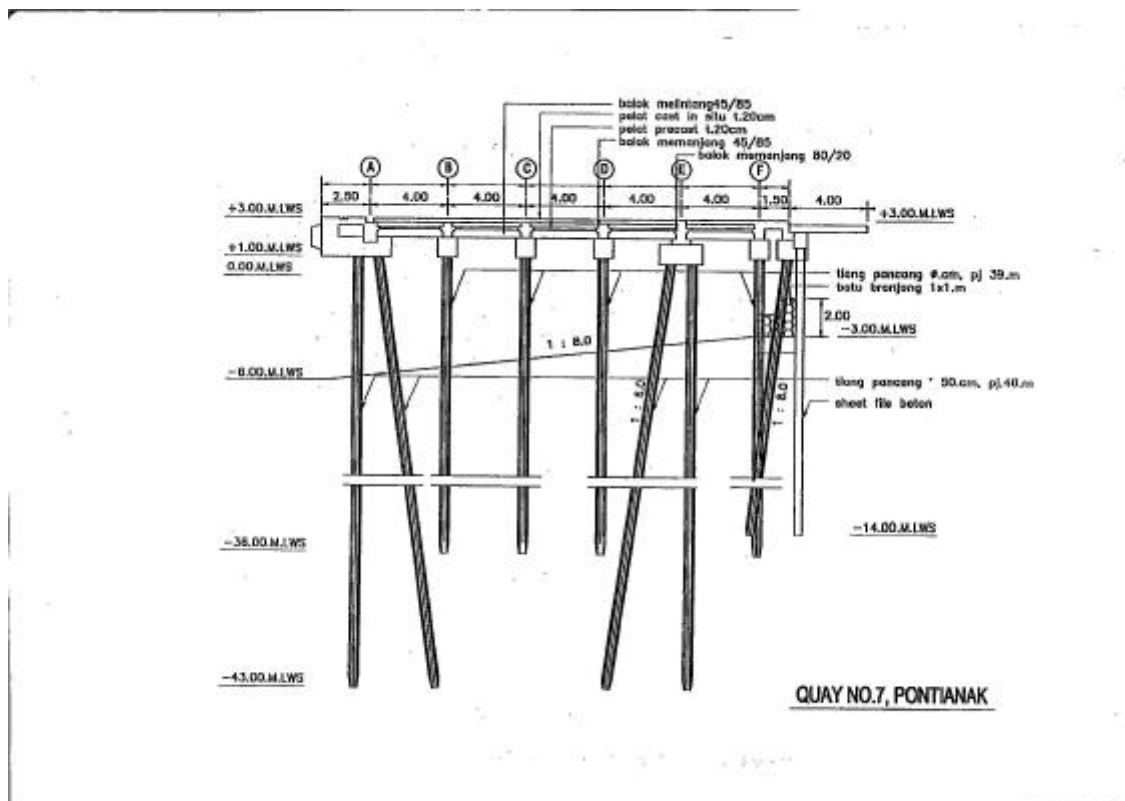 balok melintang45/85
pelat cast in situ t.20cm
pelat precast t.20cm
balok memanjang 45/85
balok memanjang 80/20
A
B
C
D
E
F
2.50
4.00
4.00
4.00
4.00
4.00
1.50
4.00
+3.00.M.LWS
+3.00.M.LWS
+1.00.M.LWS
0.00.M.LWS
tiang pancang pj 39.m
batu bronjong 1x1.m
2.00
-3.00.M.LWS
1 : 8.0
-6.00.M.LWS
tiang pancang 50.cm, pj.46.m
1 : 8.0
1 : 8.0
sheet file beton
-14.00.M.LWS
-36.00.M.LWS
-43.00.M.LWS
QUAY NO.7, PONTIANAK